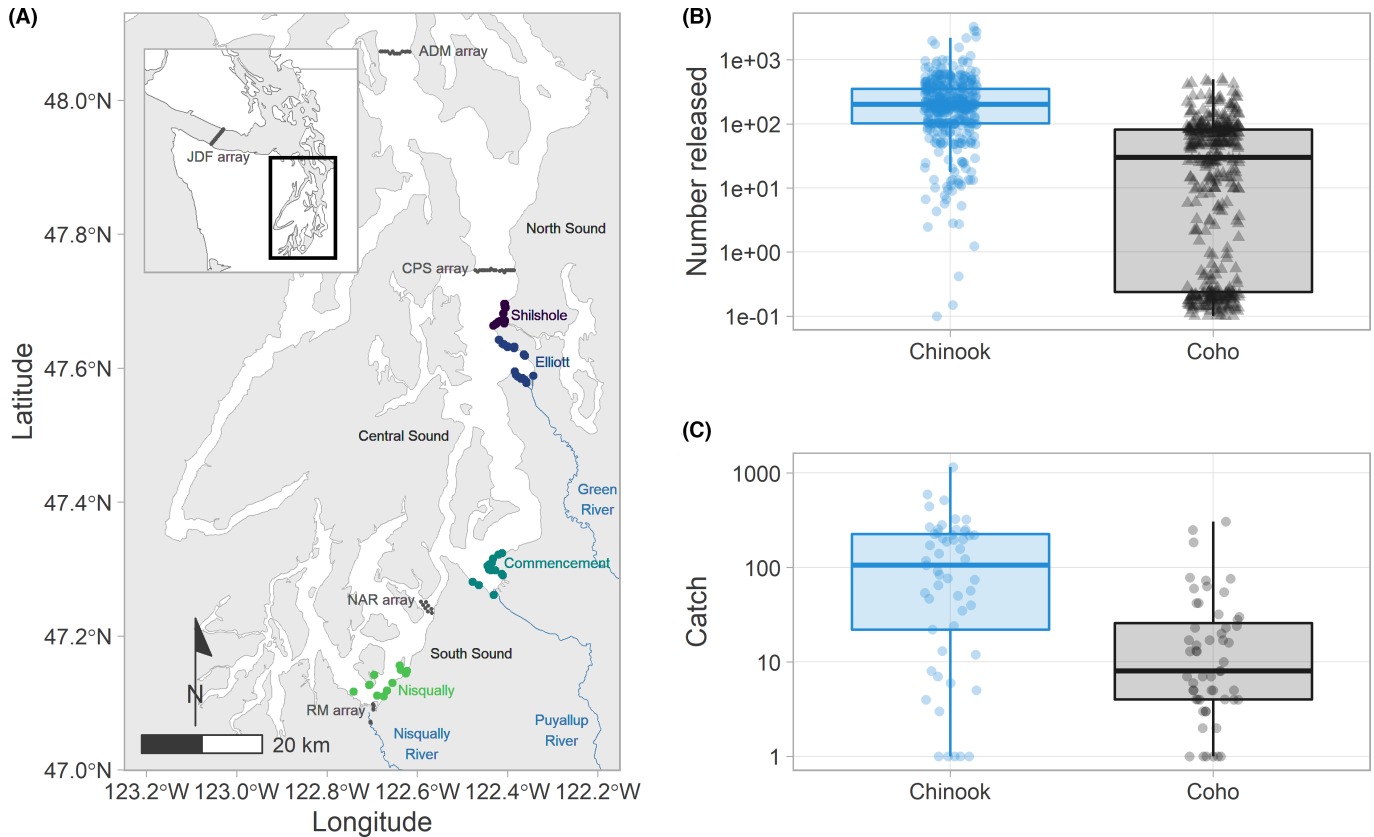 (A)
ADM array
JDF array
North Sound
CPS array
Shilshole
Elliott
Central Sound
Green
River
Commencement
NAR array
South Sound
Nisqually
RM array
Nisqually
River
Puyallup
River
N
20 km
48.0°N
47.8°N
47.6°N
47.4°N
47.2°N
47.0°N
Latitude
123.2°W 123.0°W 122.8°W 122.6°W 122.4°W 122.2°W
Longitude
(B)
Number released
1e+03
1e+02
1e+01
1e+00
1e-01
Chinook Coho
(C)
Catch
1000
100
10
1
Chinook Coho